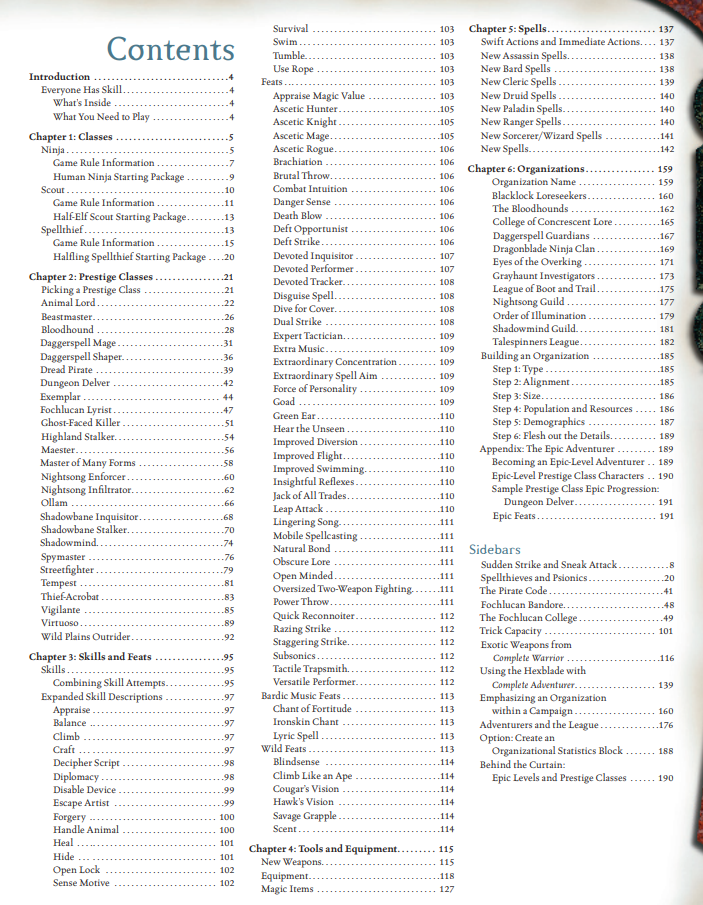 Contents
Introduction ..............................4
Everyone Has Skill..........................4
What's Inside ..............................4
What You Need to Play ......................4
Chapter 1: Classes .........................5
Ninja.......................................5
Game Rule Information ......................7
Human Ninja Starting Package ...............9
Scout......................................10
Game Rule Information .....................11
Half-Elf Scout Starting Package............13
Spellthief.................................13
Game Rule Information .....................15
Halfling Spellthief Starting Package ....20
Chapter 2: Prestige Classes ...............21
Picking a Prestige Class ..................21
Animal Lord ...............................22
Beastmaster................................26
Bloodhound ................................28
Daggerspell Mage...........................31
Daggerspell Shaper.........................36
Dread Pirate ..............................39
Dungeon Delver ............................42
Exemplar ................................. 44
Fochlucan Lyrist...........................47
Ghost-Faced Killer ........................51
Highland Stalker...........................54
Maester....................................56
Master of Many Forms ......................58
Nightsong Enforcer.........................60
Nightsong Infiltrator......................62
Ollam .....................................66
Shadowbane Inquisitor......................68
Shadowbane Stalker.........................70
Shadowmind.................................74
Spymaster .................................76
Streetfighter .............................79
Tempest ...................................81
Thief-Acrobat .............................83
Vigilante .................................85
Virtuoso...................................89
Wild Plains Outrider.......................92
Chapter 3: Skills and Feats ...............95
Skills.....................................95
Combining Skill Attempts...................95
Expanded Skill Descriptions ...............97
Appraise ..................................97
Balance ...................................97
Climb .....................................97
Craft .....................................97
Decipher Script ...........................98
Diplomacy .................................98
Disable Device.............................99
Escape Artist .............................99
Forgery ................................. 100
Handle Animal ........................... 100
Heal .................................... 101
Hide .................................... 101
Open Lock ............................... 102
Sense Motive ............................ 102
Survival ................................ 103
Swim..................................... 103
Tumble................................... 103
Use Rope ................................ 103
Feats.................................... 103
Appraise Magic Value .................... 103
Ascetic Hunter............................105
Ascetic Knight............................105
Ascetic Mage..............................105
Ascetic Rogue............................ 106
Brachiation ............................. 106
Brutal Throw............................. 106
Combat Intuition ........................ 106
Danger Sense ............................ 106
Death Blow .............................. 106
Deft Opportunist ........................ 106
Deft Strike.............................. 106
Devoted Inquisitor ...................... 107
Devoted Performer ....................... 107
Devoted Tracker.......................... 108
Disguise Spell........................... 108
Dive for Cover........................... 108
Dual Strike ............................. 108
Expert Tactician......................... 109
Extra Music.............................. 109
Extraordinary Concentration ............. 109
Extraordinary Spell Aim ................. 109
Force of Personality .................... 109
Goad .................................... 109
Green Ear.................................110
Hear the Unseen ..........................110
Improved Diversion .......................110
Improved Flight...........................110
Improved Swimming.........................110
Insightful Reflexes.......................110
Jack of All Trades........................110
Leap Attack ..............................110
Lingering Song............................111
Mobile Spellcasting.......................111
Natural Bond .............................111
Obscure Lore .............................111
Open Minded...............................111
Oversized Two-Weapon Fighting.............111
Power Throw...............................111
Quick Reconnoiter ....................... 112
Razing Strike ........................... 112
Staggering Strike........................ 112
Subsonics ............................... 112
Tactile Trapsmith........................ 112
Versatile Performer...................... 112
Bardic Music Feats ...................... 113
Chant of Fortitude ...................... 113
Ironskin Chant .......................... 113
Lyric Spell ............................. 113
Wild Feats .............................. 113
Blindsense ...............................114
Climb Like an Ape ........................114
Cougar's Vision ..........................114
Hawk's Vision ............................114
Savage Grapple ...........................114
Scent.....................................114
Chapter 4: Tools and Equipment......... 115
New Weapons.............................. 115
Equipment.................................118
Magic Items ............................. 127
Chapter 5: Spells........................ 137
Swift Actions and Immediate Actions.... 137
New Assassin Spells...................... 138
New Bard Spells ......................... 138
New Cleric Spells ....................... 139
New Druid Spells ........................ 140
New Paladin Spells....................... 140
New Ranger Spells ....................... 140
New Sorcerer/Wizard Spells ...............141
New Spells................................142
Chapter 6: Organizations................. 159
Organization Name ....................... 159
Blacklock Loreseekers.................... 160
The Bloodhounds ..........................162
College of Concrescent Lore...............165
Daggerspell Guardians ....................167
Dragonblade Ninja Clan....................169
Eyes of the Overking .................... 171
Grayhaunt Investigators ................. 173
League of Boot and Trail..................175
Nightsong Guild ......................... 177
Order of Illumination ................... 179
Shadowmind Guild......................... 181
Talespinners League...................... 182
Building an Organization .................185
Step 1: Type .............................185
Step 2: Alignment.........................185
Step 3: Size............................. 186
Step 4: Population and Resources ..... 186
Step 5: Demographics .................... 187
Step 6: Flesh out the Details............ 189
Appendix: The Epic Adventurer ........... 189
Becoming an Epic-Level Adventurer .. 189
Epic-Level Prestige Class Characters .. 190
Sample Prestige Class Epic Progression:
Dungeon Delver........................... 191
Epic Feats............................... 191
Sidebars
Sudden Strike and Sneak Attack..............8
Spellthieves and Psionics..................20
The Pirate Code............................41
Fochlucan Bandore..........................48
The Fochlucan College .....................49
Trick Capacity .......................... 101
Exotic Weapons from
Complete Warrior .........................116
Using the Hexblade with
Complete Adventurer...................... 139
Emphasizing an Organization
within a Campaign ....................... 160
Adventurers and the League................176
Option: Create an
Organizational Statistics Block ....... 188
Behind the Curtain:
Epic Levels and Prestige Classes ...... 190